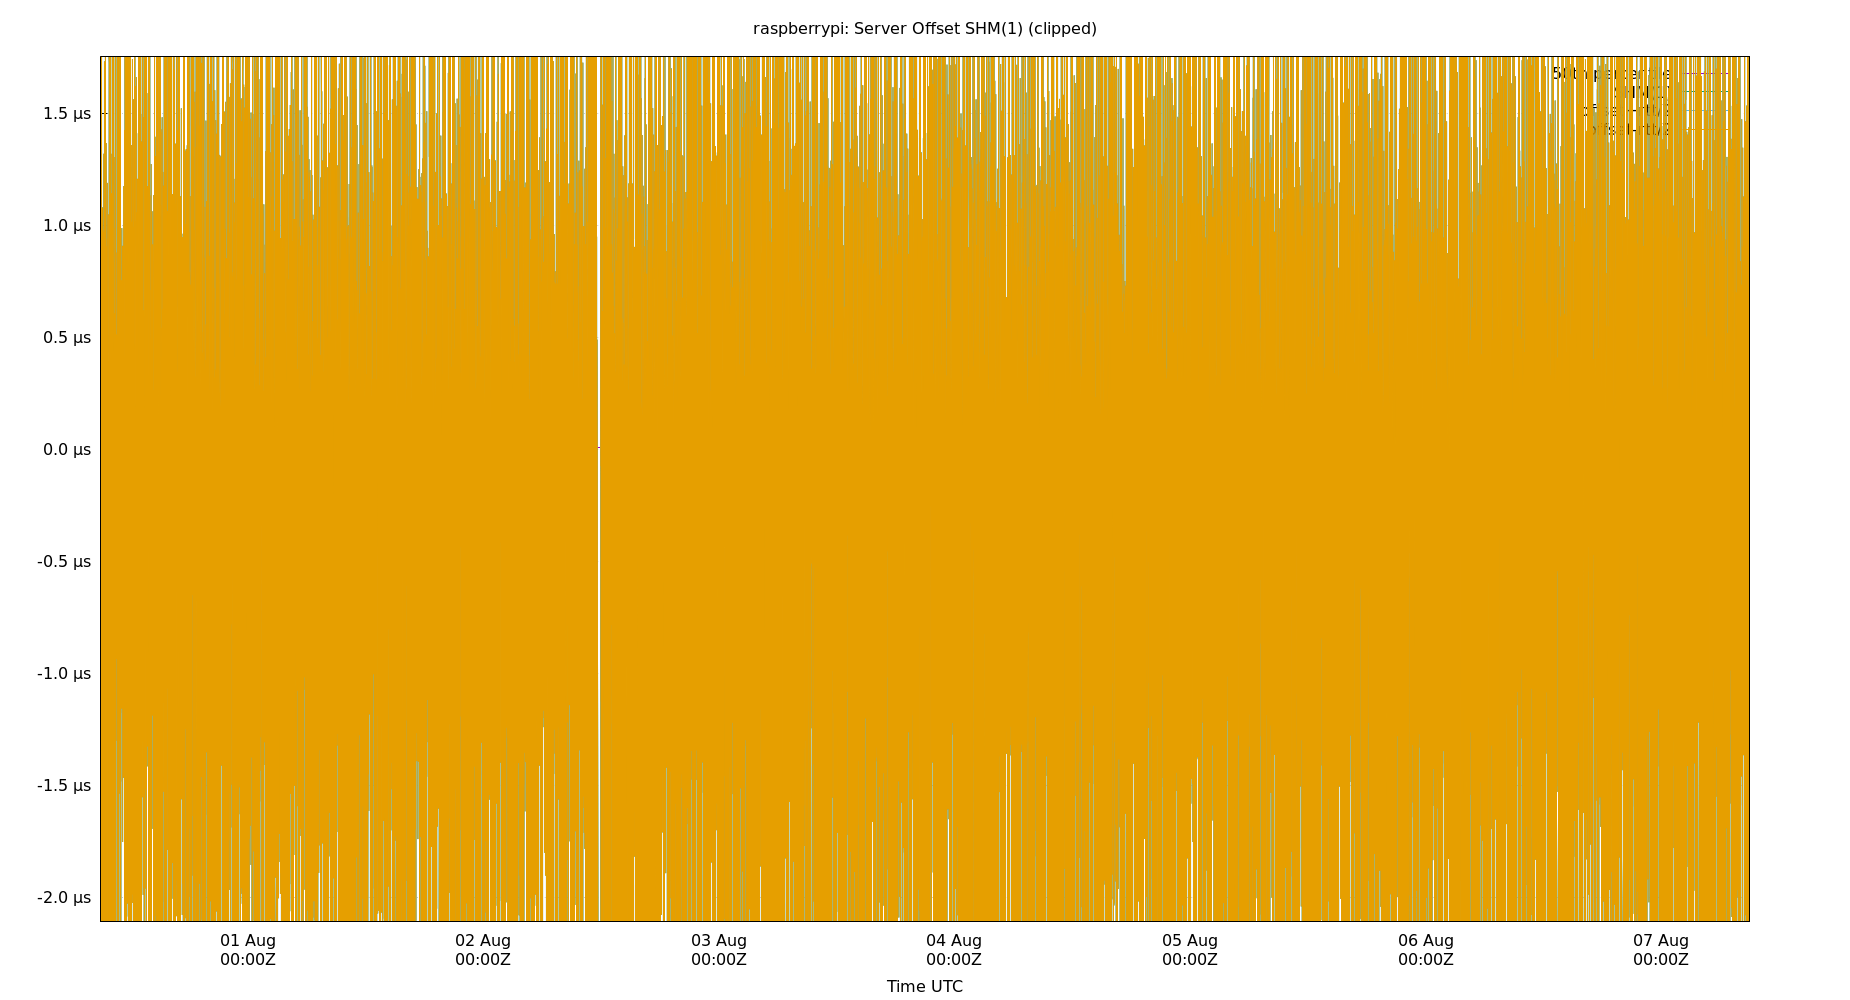 raspberrypi: Server Offset SHM(1) (clipped)
1.5 µs
1.0 µs
0.5 µs
0.0 µs
-0.5 µs
-1.0 µs
-1.5 µs
-2.0 µs
01 Aug 02 Aug 03 Aug 04 Aug 05 Aug 06 Aug 07 Aug
00:00Z 00:00Z 00:00Z 00:00Z 00:00Z 00:00Z 00:00Z
Time UTC